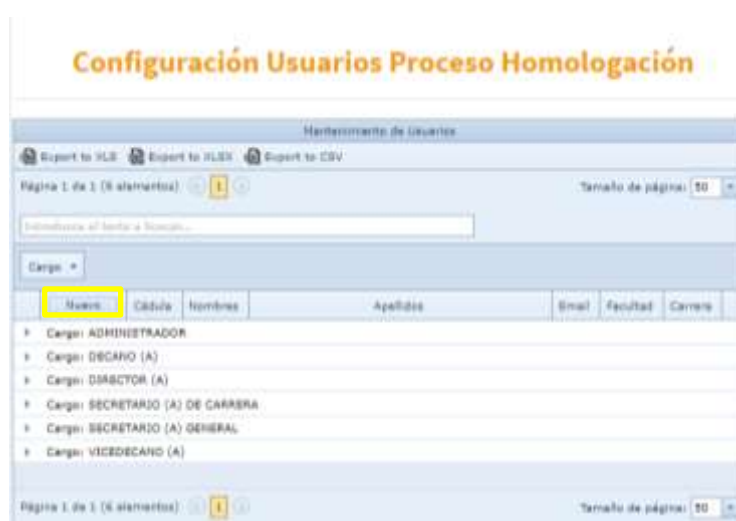 Configuración Usuarios Proceso Homologación
Mantenimiento de Usuarios
Export to XLS Export to XLSX Export to CSV
Página 1 de 1 (6 elementos) 1 Tamaño de página: 50
Introduzca el texto a buscar...
Cargo
Nuevo Cédula Nombres Apellidos Email Facultad Carrera
Cargo: ADMINISTRADOR
Cargo: DECANO (A)
Cargo: DIRECTOR (A)
Cargo: SECRETARIO (A) DE CARRERA
Cargo: SECRETARIO (A) GENERAL
Cargo: VICEDECANO (A)
Página 1 de 1 (6 elementos) 1 Tamaño de página: 50